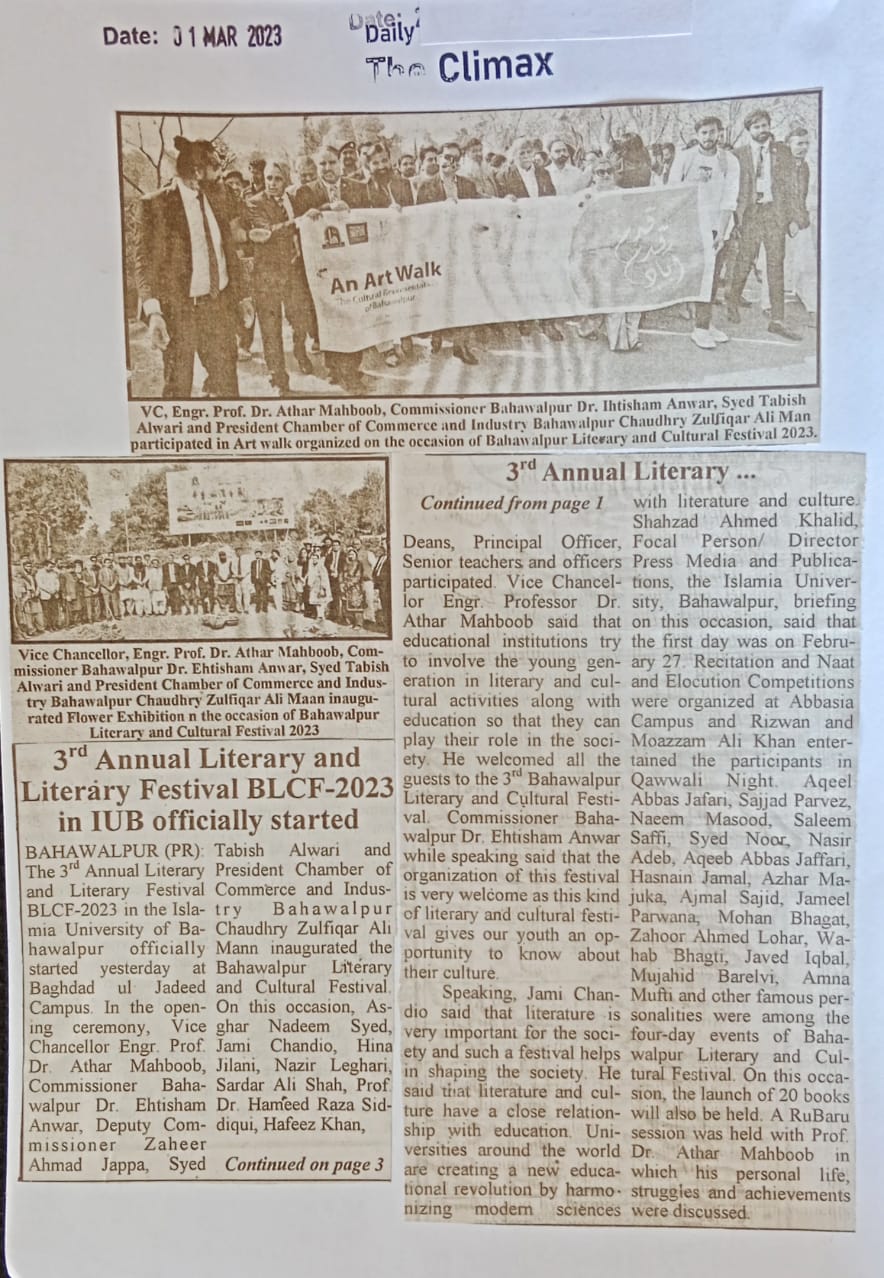 Date: 01 MAR 2023
Date:
Daily
The Climax
An Art Walk
The Cultural Representat
of Bahawalpur
VC, Engr. Prof. Dr. Athar Mahboob, Commissioner Bahawalpur Dr. Ihtisham Anwar, Syed Tabish
Alwari and President Chamber of Commerce and Industry Bahawalpur Chaudhry Zulfiqar Ali Man
participated in Art walk organized on the occasion of Bahawalpur Literary and Cultural Festival 2023.
Vice Chancellor, Engr. Prof. Dr. Athar Mahboob, Com-
missioner Bahawalpur Dr. Ehtisham Anwar, Syed Tabish
Alwari and President Chamber of Commerce and Indus-
try Bahawalpur Chaudhry Zulfiqar Ali Maan inaugu-
rated Flower Exhibition n the occasion of Bahawalpur
Literary and Cultural Festival 2023
3rd Annual Literary and
Literary Festival BLCF-2023
in IUB officially started
BAHAWALPUR (PR):
The 3rd Annual Literary
and Literary Festival
BLCF-2023 in the Isla-
mia University of Ba-
hawalpur officially
started yesterday at
Baghdad ul Jadeed
Campus. In the open-
ing ceremony, Vice
Chancellor Engr. Prof.
Dr. Athar Mahboob,
Commissioner Baha-
walpur Dr. Ehtisham
Anwar, Deputy Com-
missioner Zaheer
Ahmad Jappa, Syed
Tabish Alwari and
President Chamber of
Commerce and Indus-
try Bahawalpur
Chaudhry Zulfiqar Ali
Mann inaugurated the
Bahawalpur Literary
and Cultural Festival.
On this occasion, As-
ghar Nadeem Syed,
Jami Chandio, Hina
Jilani, Nazir Leghari,
Sardar Ali Shah, Prof.
Dr. Hameed Raza Sid-
diqui, Hafeez Khan,
Continued on page 3
3rd Annual Literary ...
Continued from page 1
Deans, Principal Officer,
Senior teachers and officers
participated. Vice Chancel-
lor Engr. Professor Dr.
Athar Mahboob said that
educational institutions try
to involve the young gen-
eration in literary and cul-
tural activities along with
education so that they can
play their role in the soci-
ety. He welcomed all the
guests to the 3rd Bahawalpur
Literary and Cultural Festi-
val. Commissioner Baha-
walpur Dr. Ehtisham Anwar
while speaking said that the
organization of this festival
is very welcome as this kind
of literary and cultural festi-
val gives our youth an op-
portunity to know about
their culture.
Speaking, Jami Chan-
dio said that literature is
very important for the soci-
ety and such a festival helps
in shaping the society. He
said that literature and cul-
ture have a close relation-
ship with education. Uni-
versities around the world
are creating a new educa-
tional revolution by harmo-
nizing modern sciences
with literature and culture.
Shahzad Ahmed Khalid,
Focal Person/ Director
Press Media and Publica-
tions, the Islamia Univer-
sity, Bahawalpur, briefing
on this occasion, said that
the first day was on Febru-
ary 27. Recitation and Naat
and Elocution Competitions
were organized at Abbasia
Campus and Rizwan and
Moazzam Ali Khan enter-
tained the participants in
Qawwali Night. Aqeel
Abbas Jafari, Sajjad Parvez,
Naeem Masood, Saleem
Saffi, Syed Noor, Nasir
Adeb, Aqeeb Abbas Jaffari,
Hasnain Jamal, Azhar Ma-
juka, Ajmal Sajid, Jameel
Parwana, Mohan Bhagat,
Zahoor Ahmed Lohar, Wa-
hab Bhagti, Javed Iqbal,
Mujahid Barelvi, Amna
Mufti and other famous per-
sonalities were among the
four-day events of Baha-
walpur Literary and Cul-
tural Festival. On this occa-
sion, the launch of 20 books
will also be held. A RuBaru
session was held with Prof.
Dr. Athar Mahboob in
which his personal life,
struggles and achievements
were discussed.